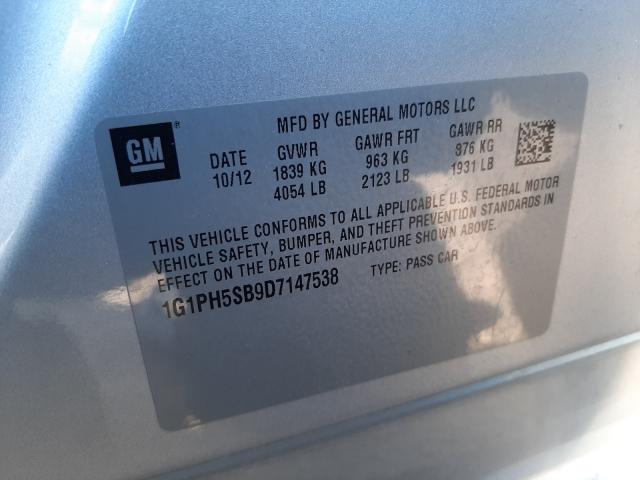 GM
®
MFD BY GENERAL MOTORS LLC
DATE GVWR GAWR FRT GAWR RR
10/12 1839 KG 963 KG 876 KG
4054 LB 2123 LB 1931 LB
THIS VEHICLE CONFORMS TO ALL APPLICABLE U.S. FEDERAL MOTOR
VEHICLE SAFETY, BUMPER, AND THEFT PREVENTION STANDARDS IN
EFFECT ON THE DATE OF MANUFACTURE SHOWN ABOVE.
1G1PH5SB9D7147538 TYPE: PASS CAR